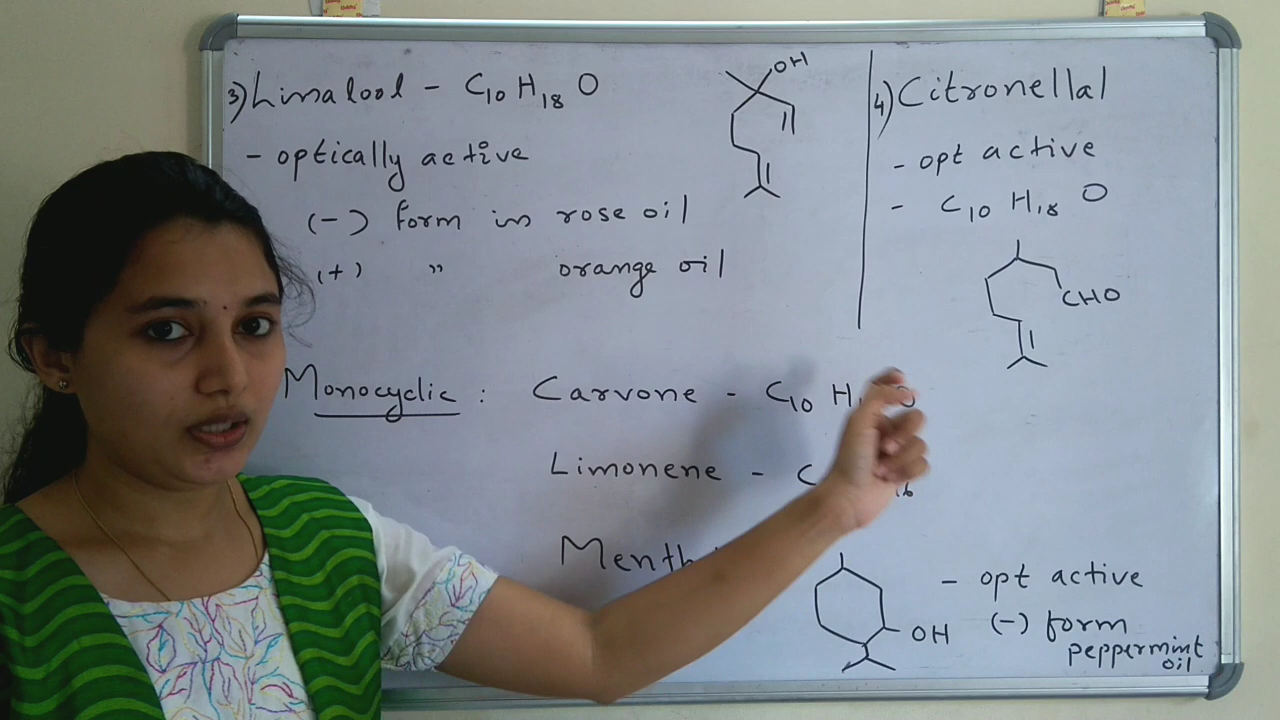 3) Linalool - C10 H18 O
OH
- optically active
(-) form in rose oil
(+) " orange oil
4) Citronellal
- opt active
- C10 H18 O
CHO
Monocyclic : Carvone - C10 H O
Limonene - C 16
Menth
OH
- opt active
(-) form
peppermint
oil